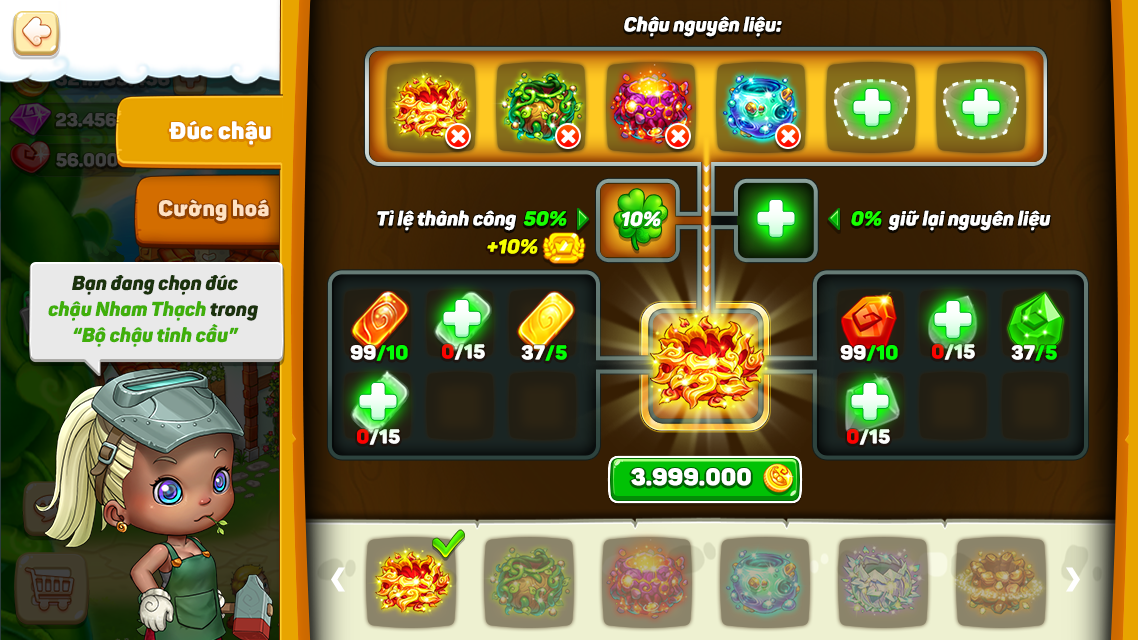 Chậu nguyên liệu:
23.456
56.000
Đúc chậu
Cường hoá
Tỉ lệ thành công 50%
+10%
10%
0% giữ lại nguyên liệu
Bạn đang chọn đúc
chậu Nham Thạch trong
“Bộ chậu tinh cầu”
99/10
0/15
37/5
0/15
99/10
0/15
37/5
0/15
3.999.000